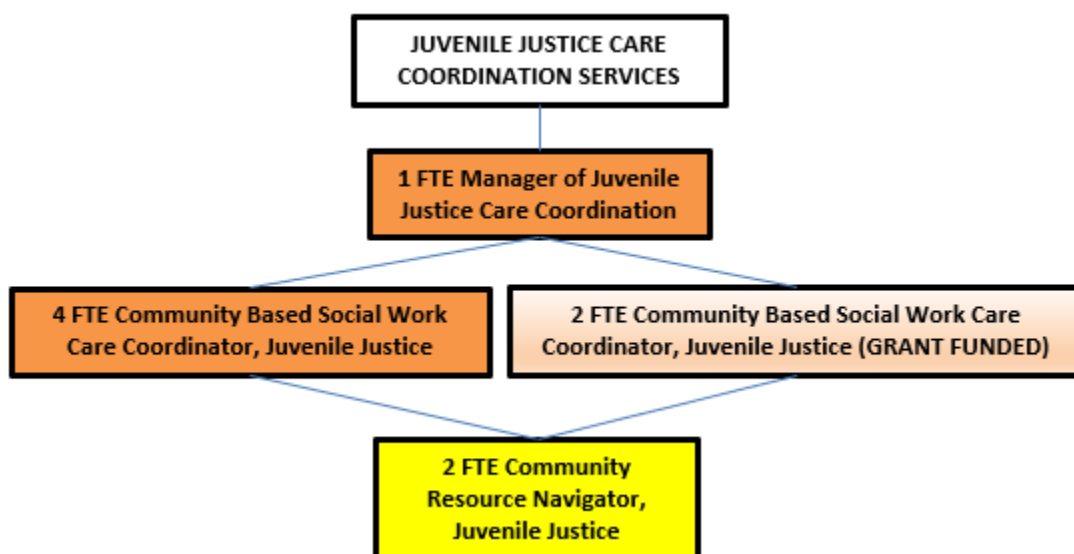 JUVENILE JUSTICE CARE
COORDINATION SERVICES
1 FTE Manager of Juvenile
Justice Care Coordination
4 FTE Community Based Social Work
Care Coordinator, Juvenile Justice
2 FTE Community Based Social Work Care
Coordinator, Juvenile Justice (GRANT FUNDED)
2 FTE Community
Resource Navigator,
Juvenile Justice